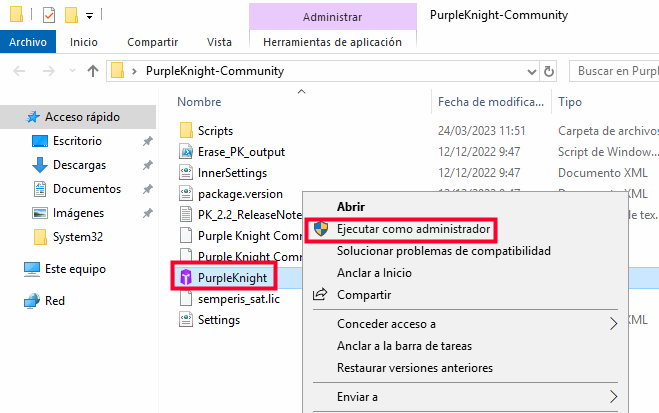 Administrar
PurpleKnight-Community
Archivo Inicio Compartir Vista Herramientas de aplicación
PurpleKnight-Community
Buscar en Purpl
Nombre Fecha de modifica... Tipo
Acceso rápido
Escritorio
Descargas
Documentos
Imágenes
System32
Este equipo
Red
Scripts 24/03/2023 11:51 Carpeta de archivos
Erase_PK_output 12/12/2022 9:47 Script de Window...
InnerSettings 12/12/2022 9:47 Documento XML
package.version XML
PK_2.2_ReleaseNote de tex...
Purple Knight Comm
Purple Knight Comm
PurpleKnight
semperis_sat.lic
Settings XML
Abrir
Ejecutar como administrador
Solucionar problemas de compatibilidad
Anclar a Inicio
Compartir
Conceder acceso a
Anclar a la barra de tareas
Restaurar versiones anteriores
Enviar a